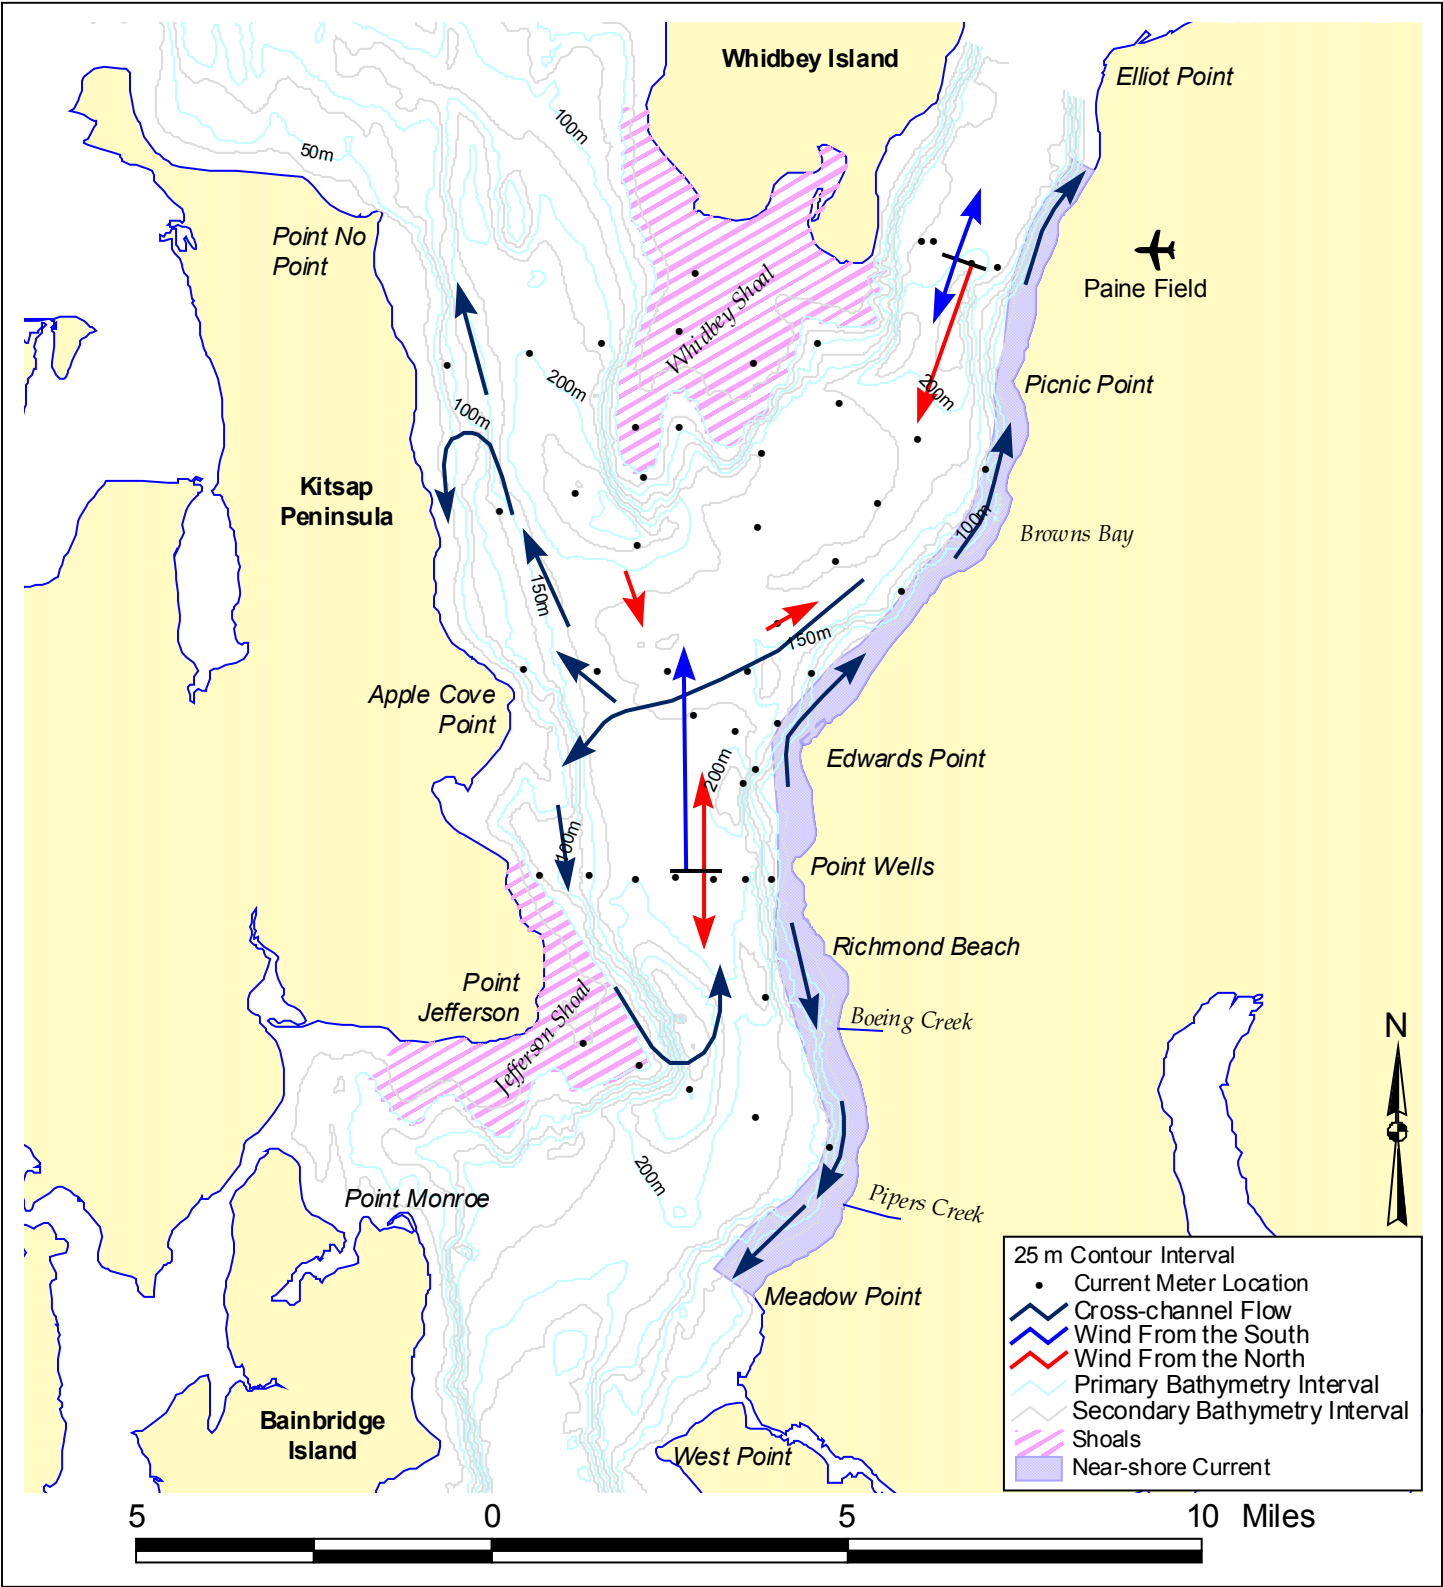 Whidbey Island
Elliot Point
100m
50m
Point No
Point
Paine Field
Whidbey Shoal
200m
200m
Picnic Point
100m
Kitsap
Peninsula
100m
Browns Bay
150m
150m
Apple Cove
Point
200m
Edwards Point
100m
Point Wells
Richmond Beach
Point
Jefferson
Jefferson Shoal
Boeing Creek
N
200m
Point Monroe
Pipers Creek
Meadow Point
Bainbridge
Island
West Point
25 m Contour Interval
Current Meter Location
Cross-channel Flow
Wind From the South
Wind From the North
Primary Bathymetry Interval
Secondary Bathymetry Interval
Shoals
Near-shore Current
5 0 5 10 Miles